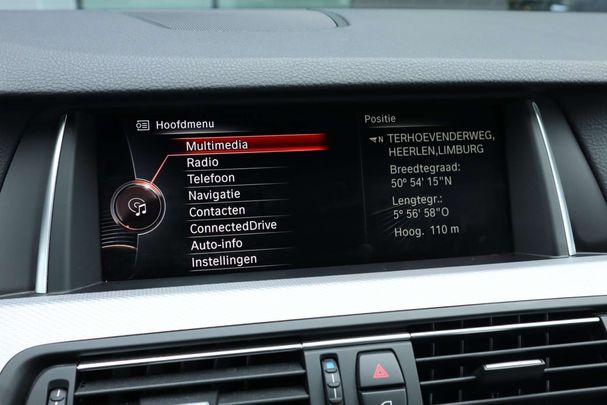 Hoofdmenu
Multimedia
Radio
Telefoon
Navigatie
Contacten
ConnectedDrive
Auto-info
Instellingen
Positie
N TERHOEVENDERWEG,
HEERLEN,LIMBURG
Breedtegraad:
50° 54' 15"N
Lengtegr.:
5° 56' 58"O
Hoog. 110 m